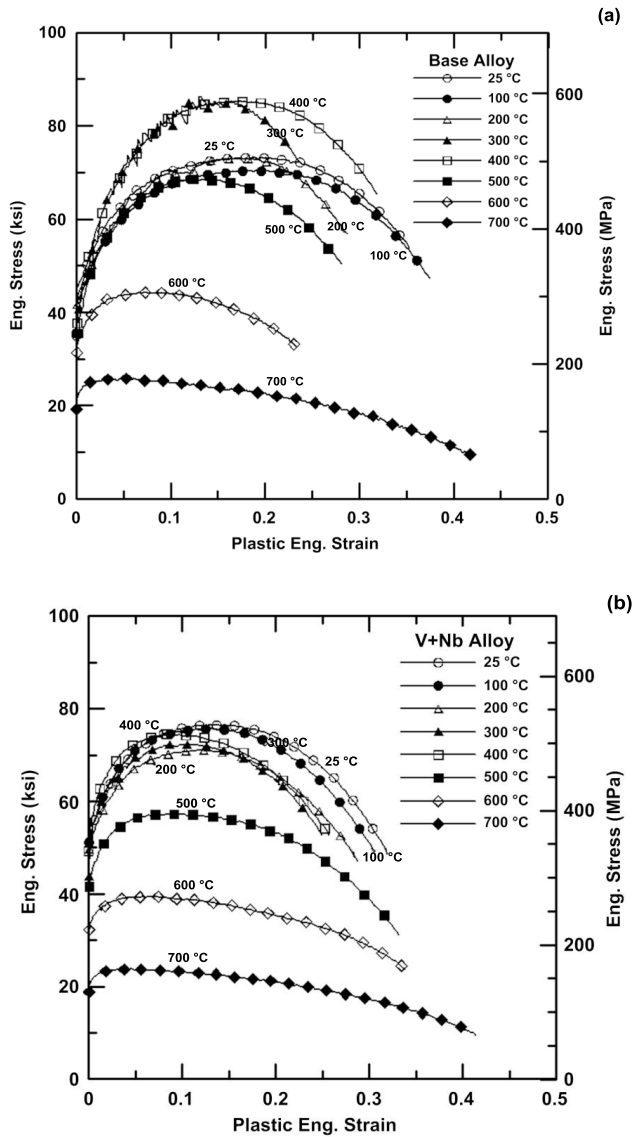 (a)
100
80
60
40
20
0
Eng. Stress (ksi)
600
400
200
0
Eng. Stress (MPa)
0
0.1
0.2
0.3
0.4
0.5
Plastic Eng. Strain
Base Alloy
25 °C
100 °C
200 °C
300 °C
400 °C
500 °C
600 °C
700 °C
400 °C
300 °C
25 °C
200 °C
500 °C
100 °C
600 °C
700 °C
(b)
100
80
60
40
20
0
Eng. Stress (ksi)
600
400
200
0
Eng. Stress (MPa)
0
0.1
0.2
0.3
0.4
0.5
Plastic Eng. Strain
V+Nb Alloy
25 °C
100 °C
200 °C
300 °C
400 °C
500 °C
600 °C
700 °C
400 °C
300 °C
25 °C
200 °C
100 °C
500 °C
600 °C
700 °C